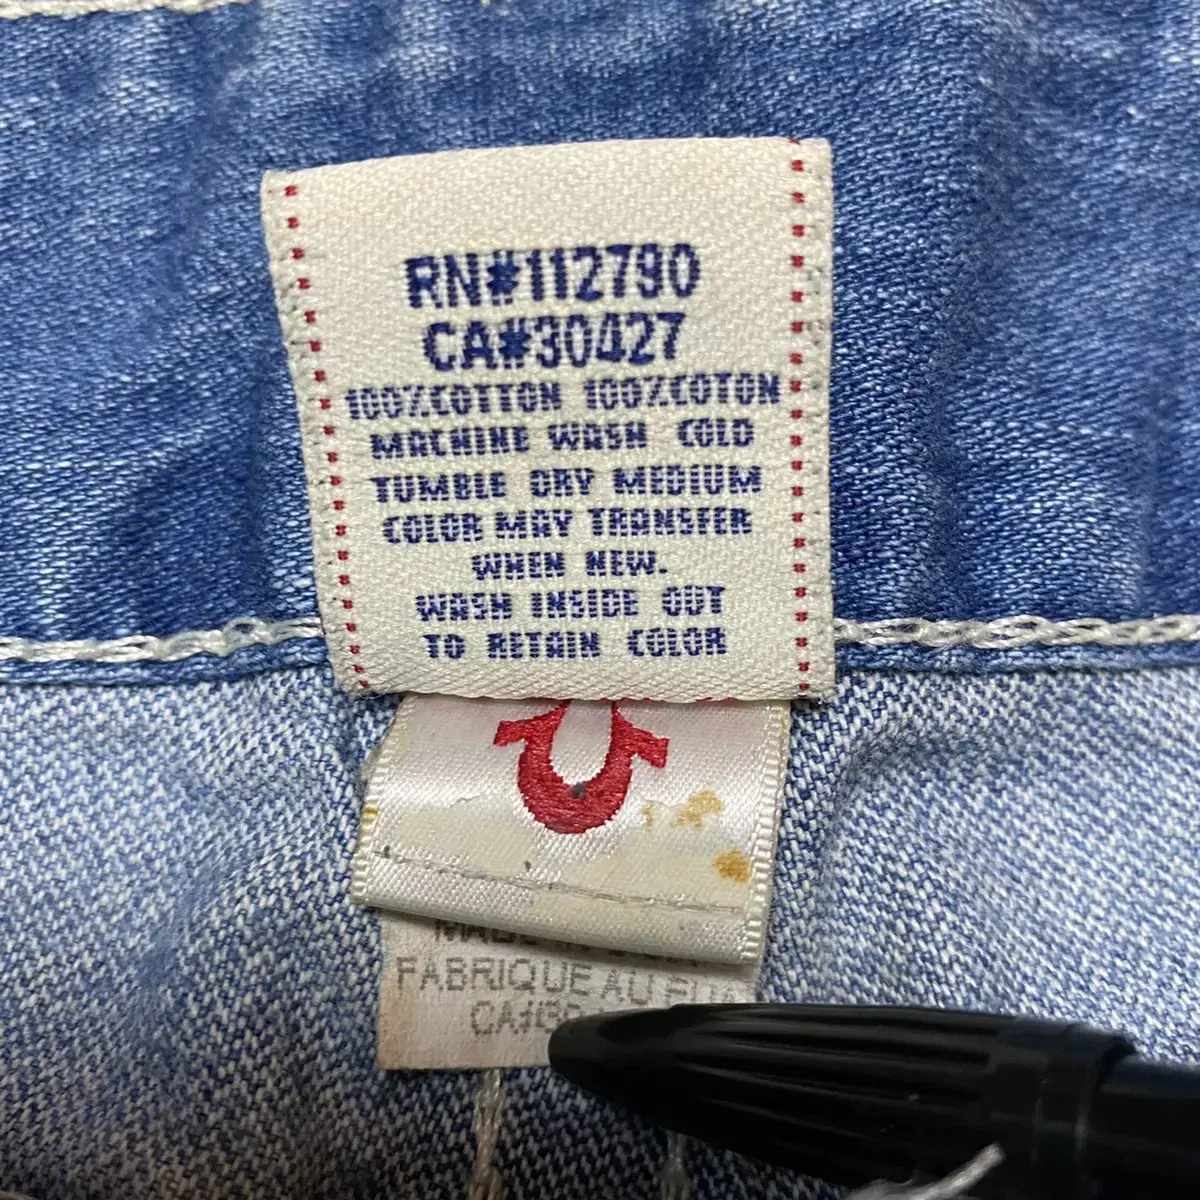 RN#112790
CA#30427
100%COTTON 100%COTON
MACHINE WASH COLD
TUMBLE DRY MEDIUM
COLOR MAY TRANSFER
WHEN NEW.
WASH INSIDE OUT
TO RETAIN COLOR
MADE
FABRIQUE AU